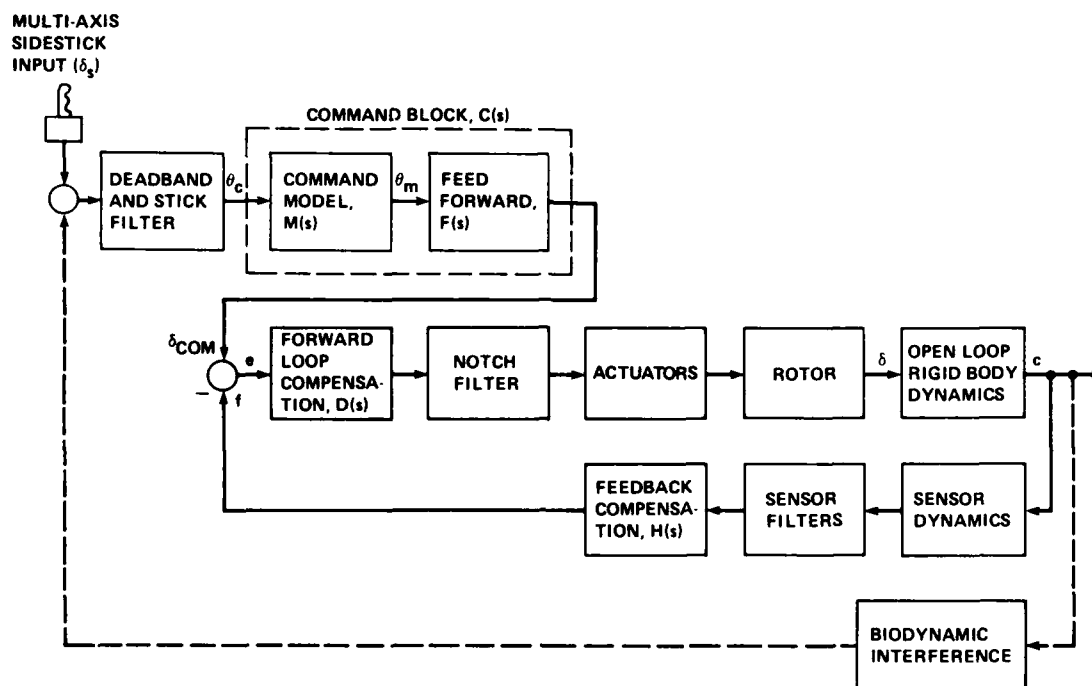 MULTI-AXIS
SIDESTICK
INPUT (δs)
COMMAND BLOCK, C(s)
DEADBAND
AND STICK
FILTER
θc
COMMAND
MODEL,
M(s)
θm
FEED
FORWARD,
F(s)
δCOM
e
− f
FORWARD
LOOP
COMPENSA-
TION, D(s)
NOTCH
FILTER
ACTUATORS
ROTOR
δ
OPEN LOOP
RIGID BODY
DYNAMICS
c
FEEDBACK
COMPENSA-
TION, H(s)
SENSOR
FILTERS
SENSOR
DYNAMICS
BIODYNAMIC
INTERFERENCE